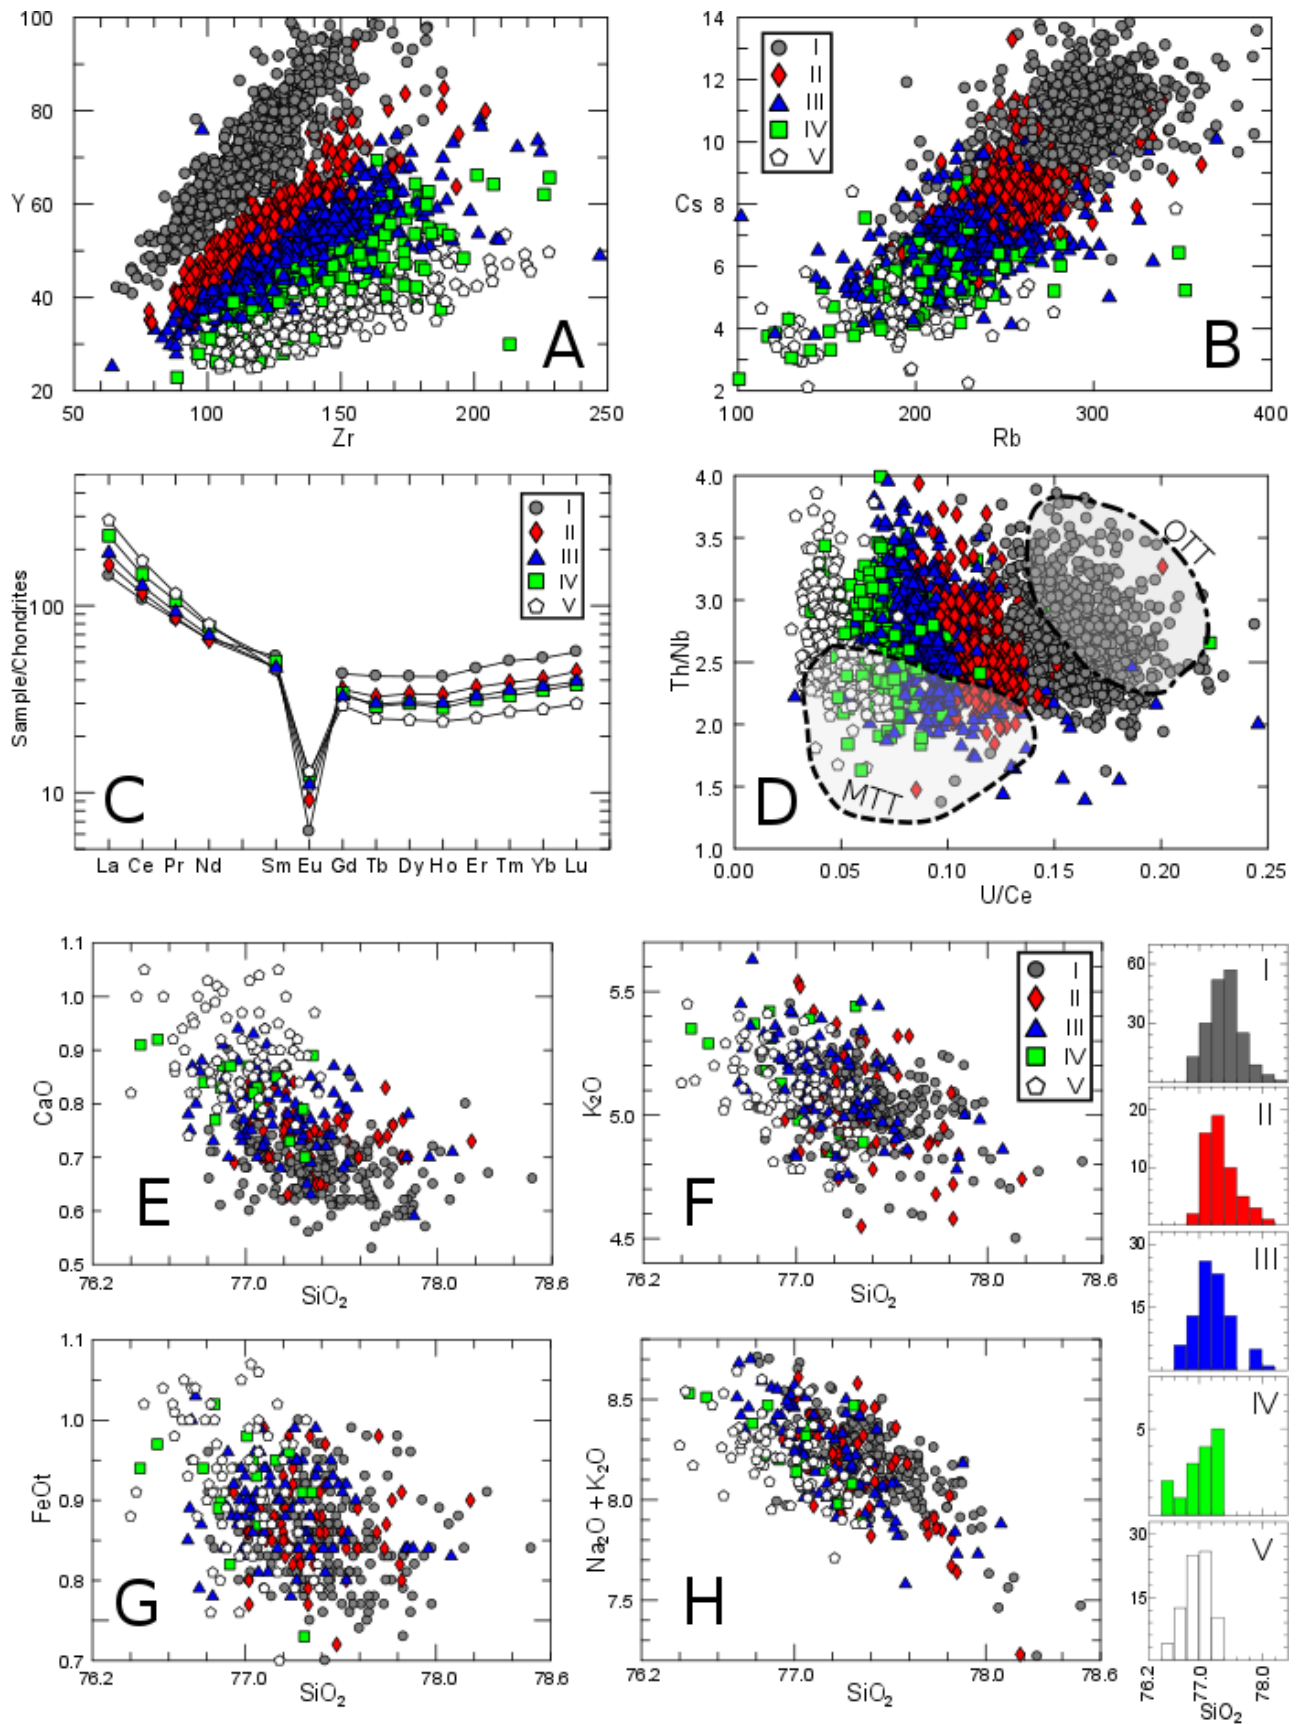 100
80
Y
60
40
20
50
100
150
200
250
Zr
A
14
12
10
Cs
8
6
4
2
100
200
300
400
Rb
B
I
II
III
IV
V
Sample/Chondrites
100
10
La Ce Pr Nd Sm Eu Gd Tb Dy Ho Er Tm Yb Lu
C
I
II
III
IV
V
4.0
3.5
3.0
Th/Nb
2.5
2.0
1.5
1.0
0.00
0.05
0.10
0.15
0.20
0.25
U/Ce
D
OTT
MTT
1.1
1.0
0.9
CaO
0.8
0.7
0.6
0.5
76.2
77.0
78.0
78.6
SiO₂
E
5.5
K₂O
5.0
4.5
76.2
77.0
78.0
78.6
SiO₂
F
I
II
III
IV
V
1.1
1.0
FeOt
0.9
0.8
0.7
76.2
77.0
78.0
78.6
SiO₂
G
8.5
Na₂O + K₂O
8.0
7.5
76.2
77.0
78.0
78.6
SiO₂
H
60
30
I
20
10
II
30
15
III
5
IV
30
15
V
76.2
77.0
78.0
SiO₂